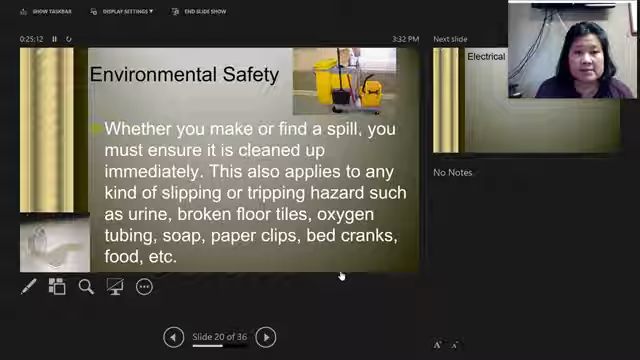 SHOW TASKBAR
DISPLAY SETTINGS ▾
END SLIDE SHOW
0:25:12
3:32 PM
Next slide
Environmental Safety
Electrical
Whether you make or find a spill, you
must ensure it is cleaned up
immediately. This also applies to any
kind of slipping or tripping hazard such
as urine, broken floor tiles, oxygen
tubing, soap, paper clips, bed cranks,
food, etc.
No Notes.
Slide 20 of 36
A A